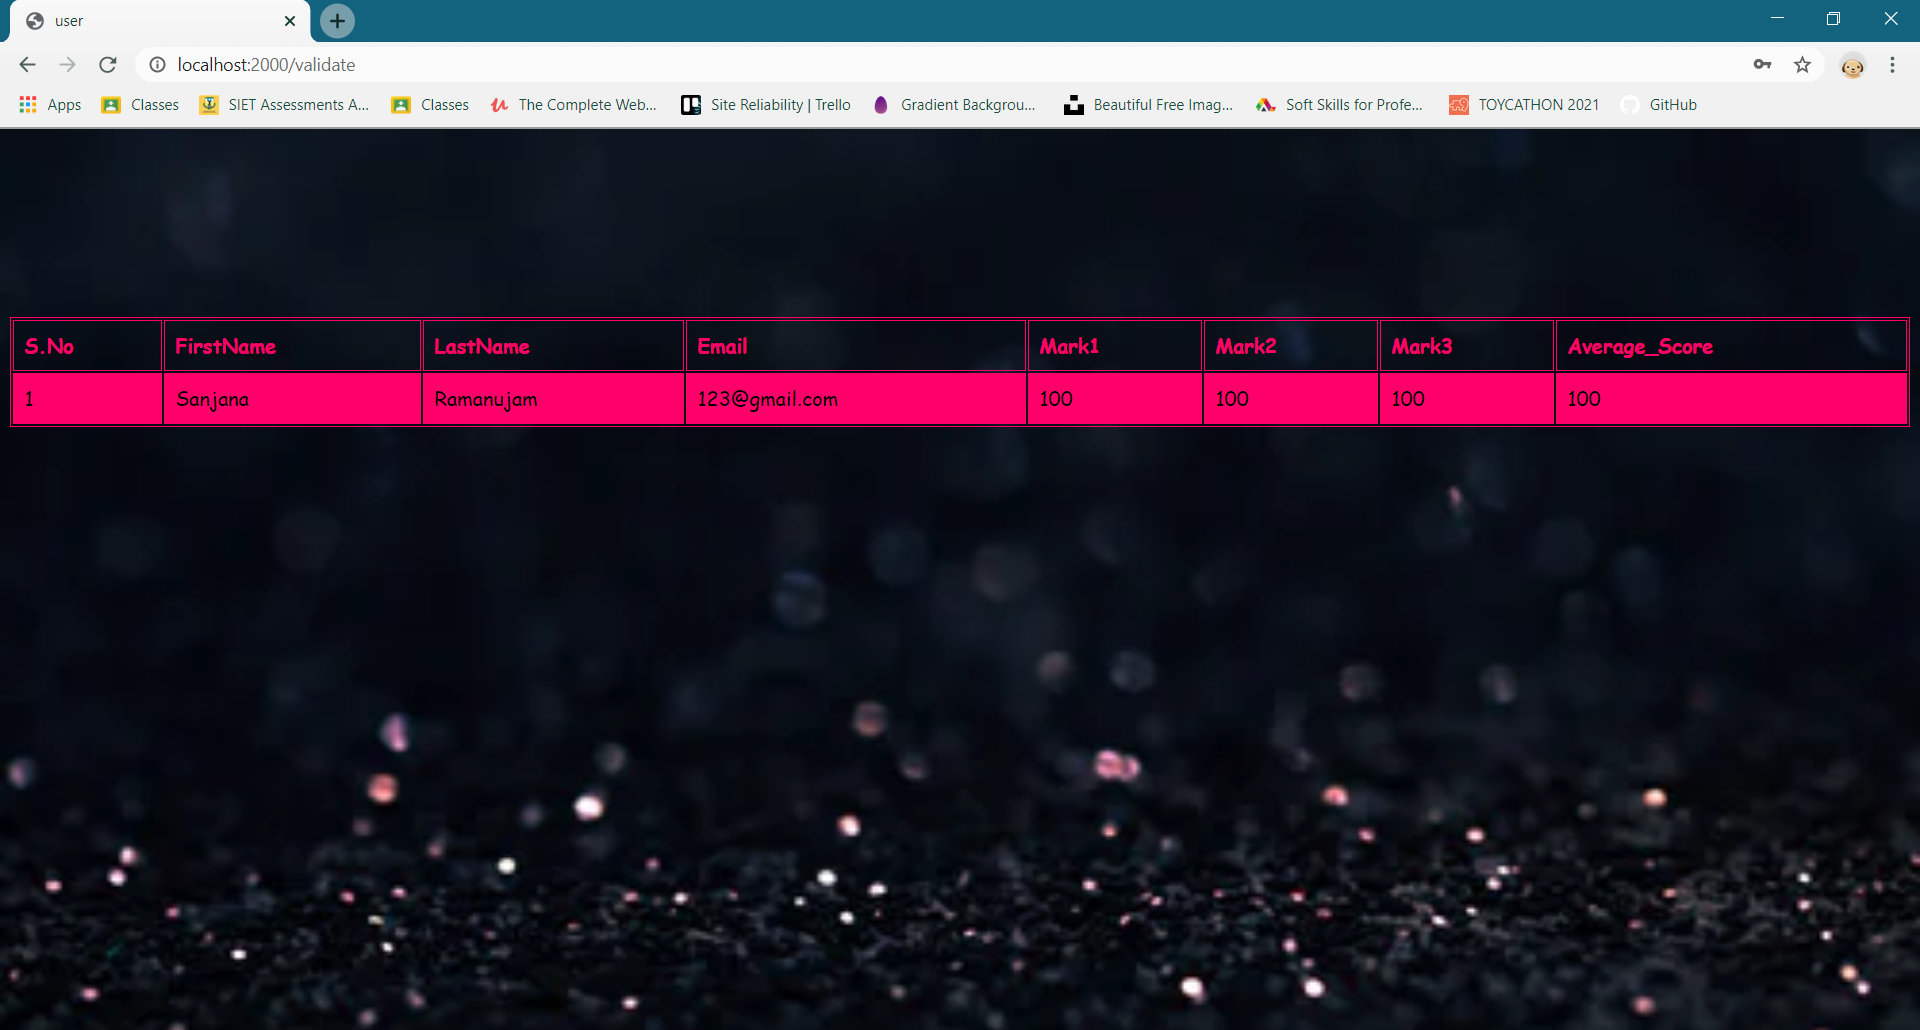 user
localhost:2000/validate
Apps Classes SIET Assessments A... Classes The Complete Web... Site Reliability | Trello Gradient Backgrou... Beautiful Free Imag... Soft Skills for Profe... TOYCATHON 2021 GitHub
S.No FirstName LastName Email Mark1 Mark2 Mark3 Average_Score
1 Sanjana Ramanujam 123@gmail.com 100 100 100 100